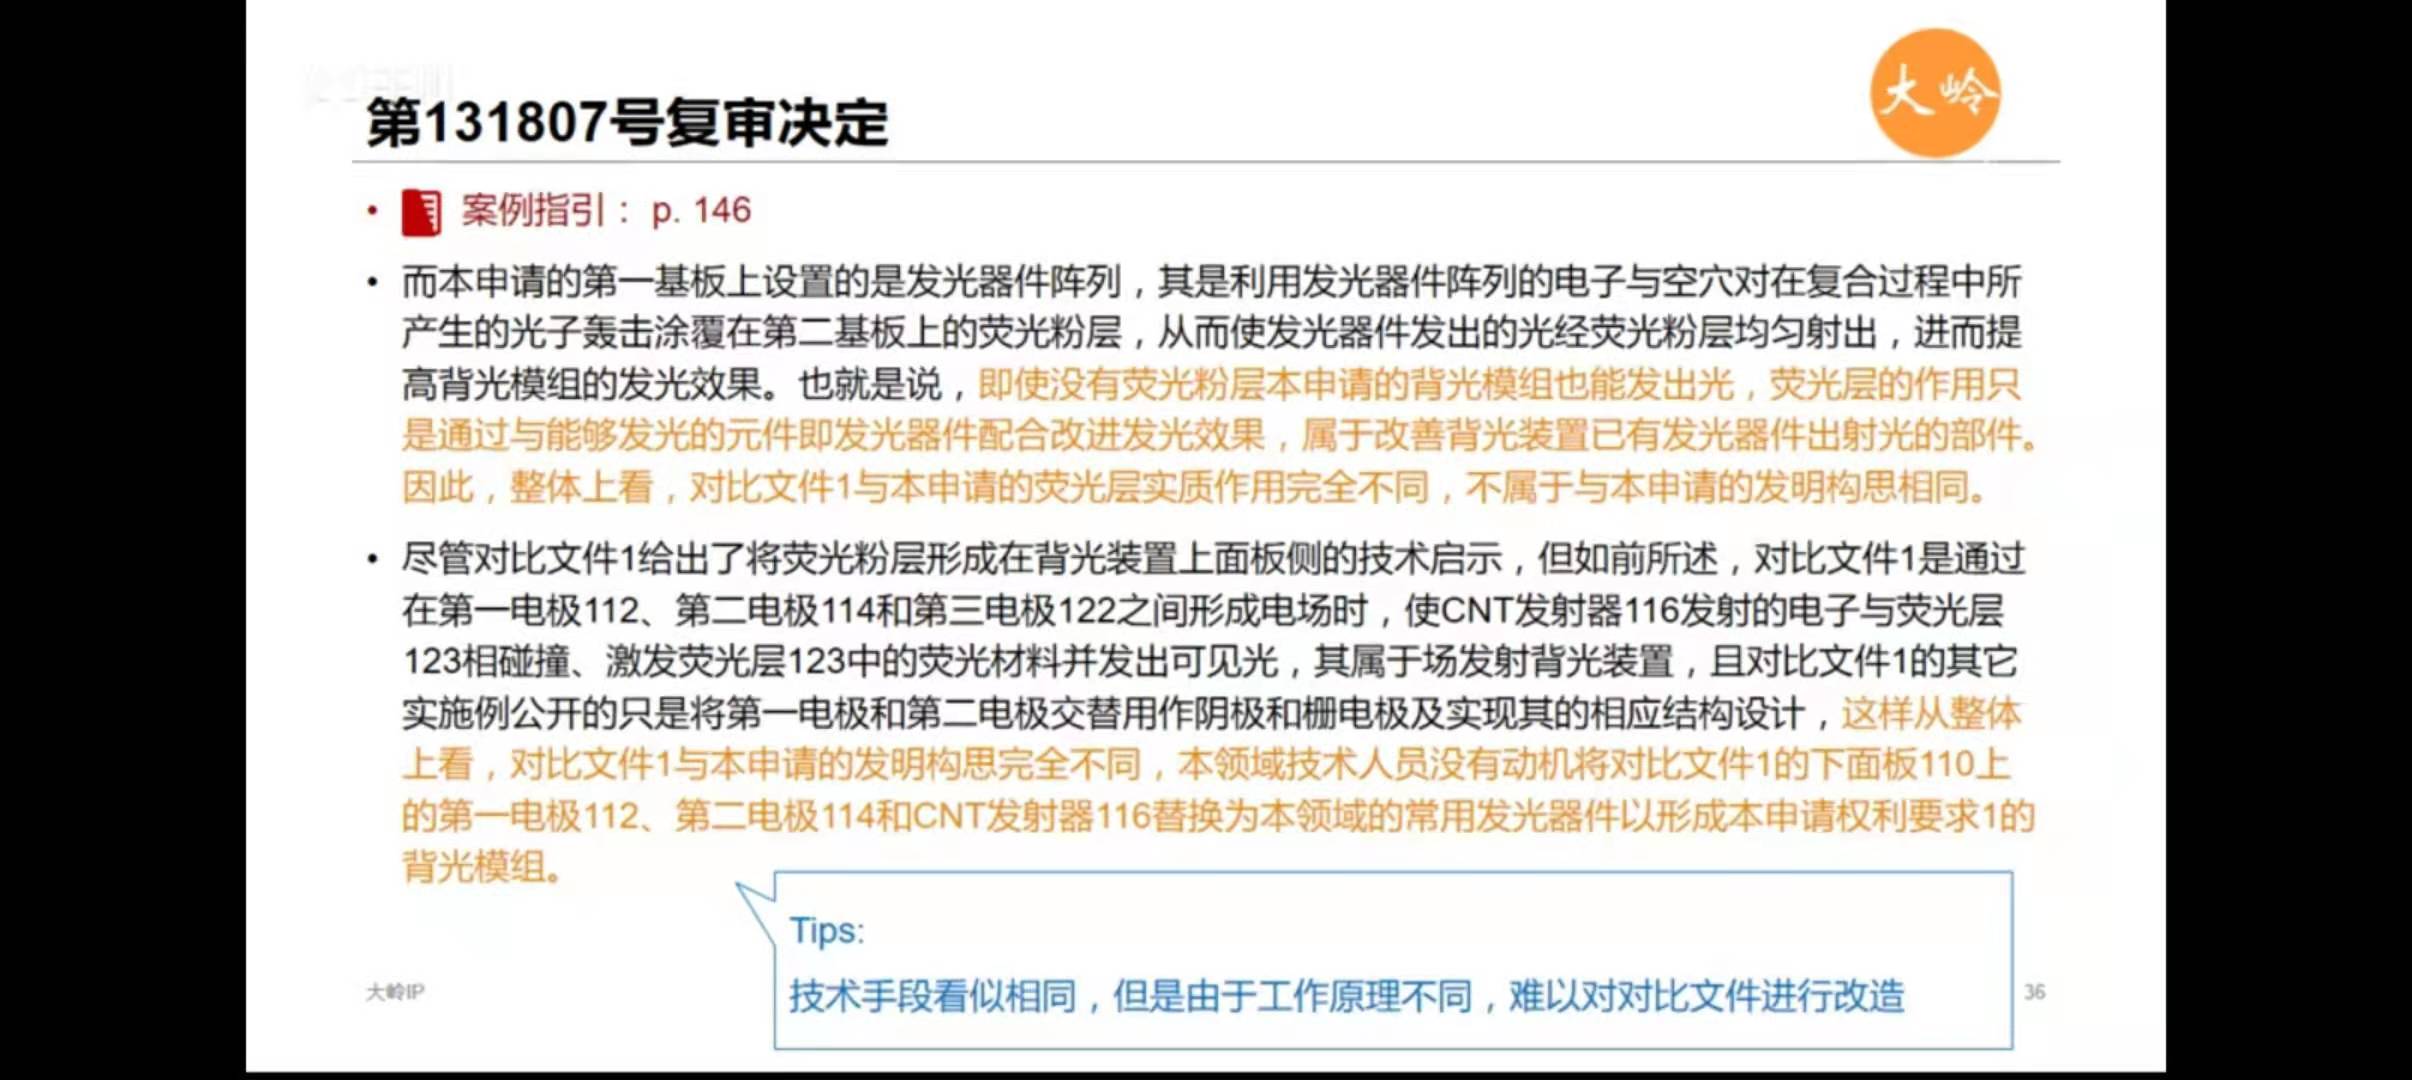 大岭
第131807号复审决定
• 案例指引： p. 146
• 而本申请的第一基板上设置的是发光器件阵列，其是利用发光器件阵列的电子与空穴对在复合过程中所
产生的光子轰击涂覆在第二基板上的荧光粉层，从而使发光器件发出的光经荧光粉层均匀射出，进而提
高背光模组的发光效果。也就是说，即使没有荧光粉层本申请的背光模组也能发出光，荧光层的作用只
是通过与能够发光的元件即发光器件配合改进发光效果，属于改善背光装置已有发光器件出射光的部件。
因此，整体上看，对比文件1与本申请的荧光层实质作用完全不同，不属于与本申请的发明构思相同。
• 尽管对比文件1给出了将荧光粉层形成在背光装置上面板侧的技术启示，但如前所述，对比文件1是通过
在第一电极112、第二电极114和第三电极122之间形成电场时，使CNT发射器116发射的电子与荧光层
123相碰撞、激发荧光层123中的荧光材料并发出可见光，其属于场发射背光装置，且对比文件1的其它
实施例公开的只是将第一电极和第二电极交替用作阴极和栅电极及实现其的相应结构设计，这样从整体
上看，对比文件1与本申请的发明构思完全不同，本领域技术人员没有动机将对比文件1的下面板110上
的第一电极112、第二电极114和CNT发射器116替换为本领域的常用发光器件以形成本申请权利要求1的
背光模组。
Tips:
技术手段看似相同，但是由于工作原理不同，难以对对比文件进行改造
大岭IP
36